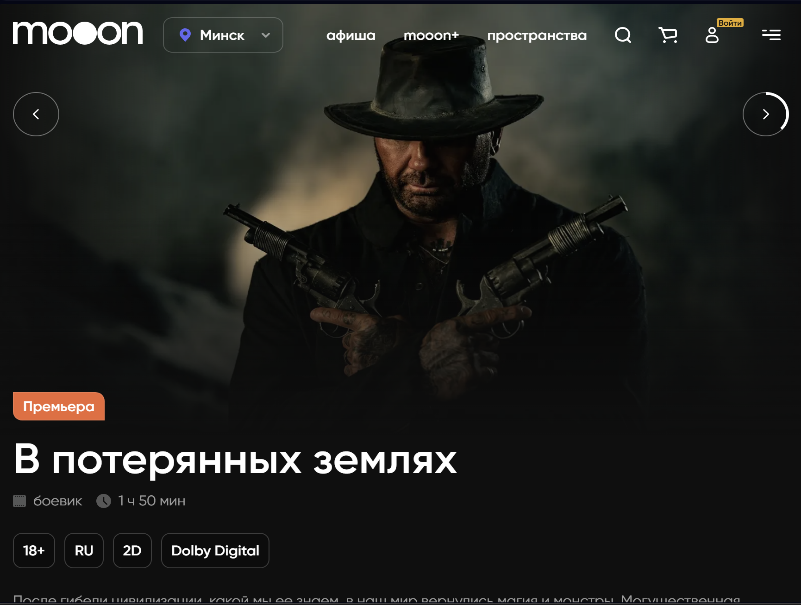 mooon
Минск
афиша
mooon+
пространства
Войти
Премьера
В потерянных землях
боевик
1 ч 50 мин
18+
RU
2D
Dolby Digital
После гибели цивилизации, какой мы ее знаем, в наш мир вернулись магия и монстры. Могущественная